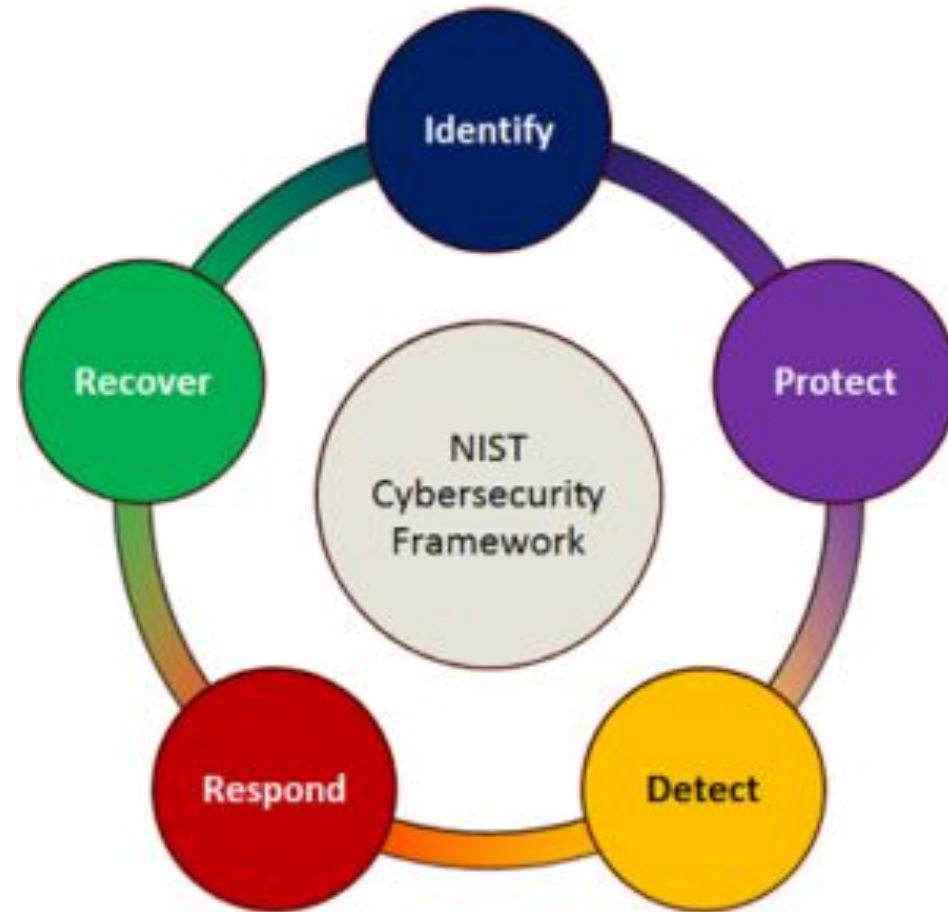 Identify
Protect
Detect
Respond
Recover
NIST
Cybersecurity
Framework